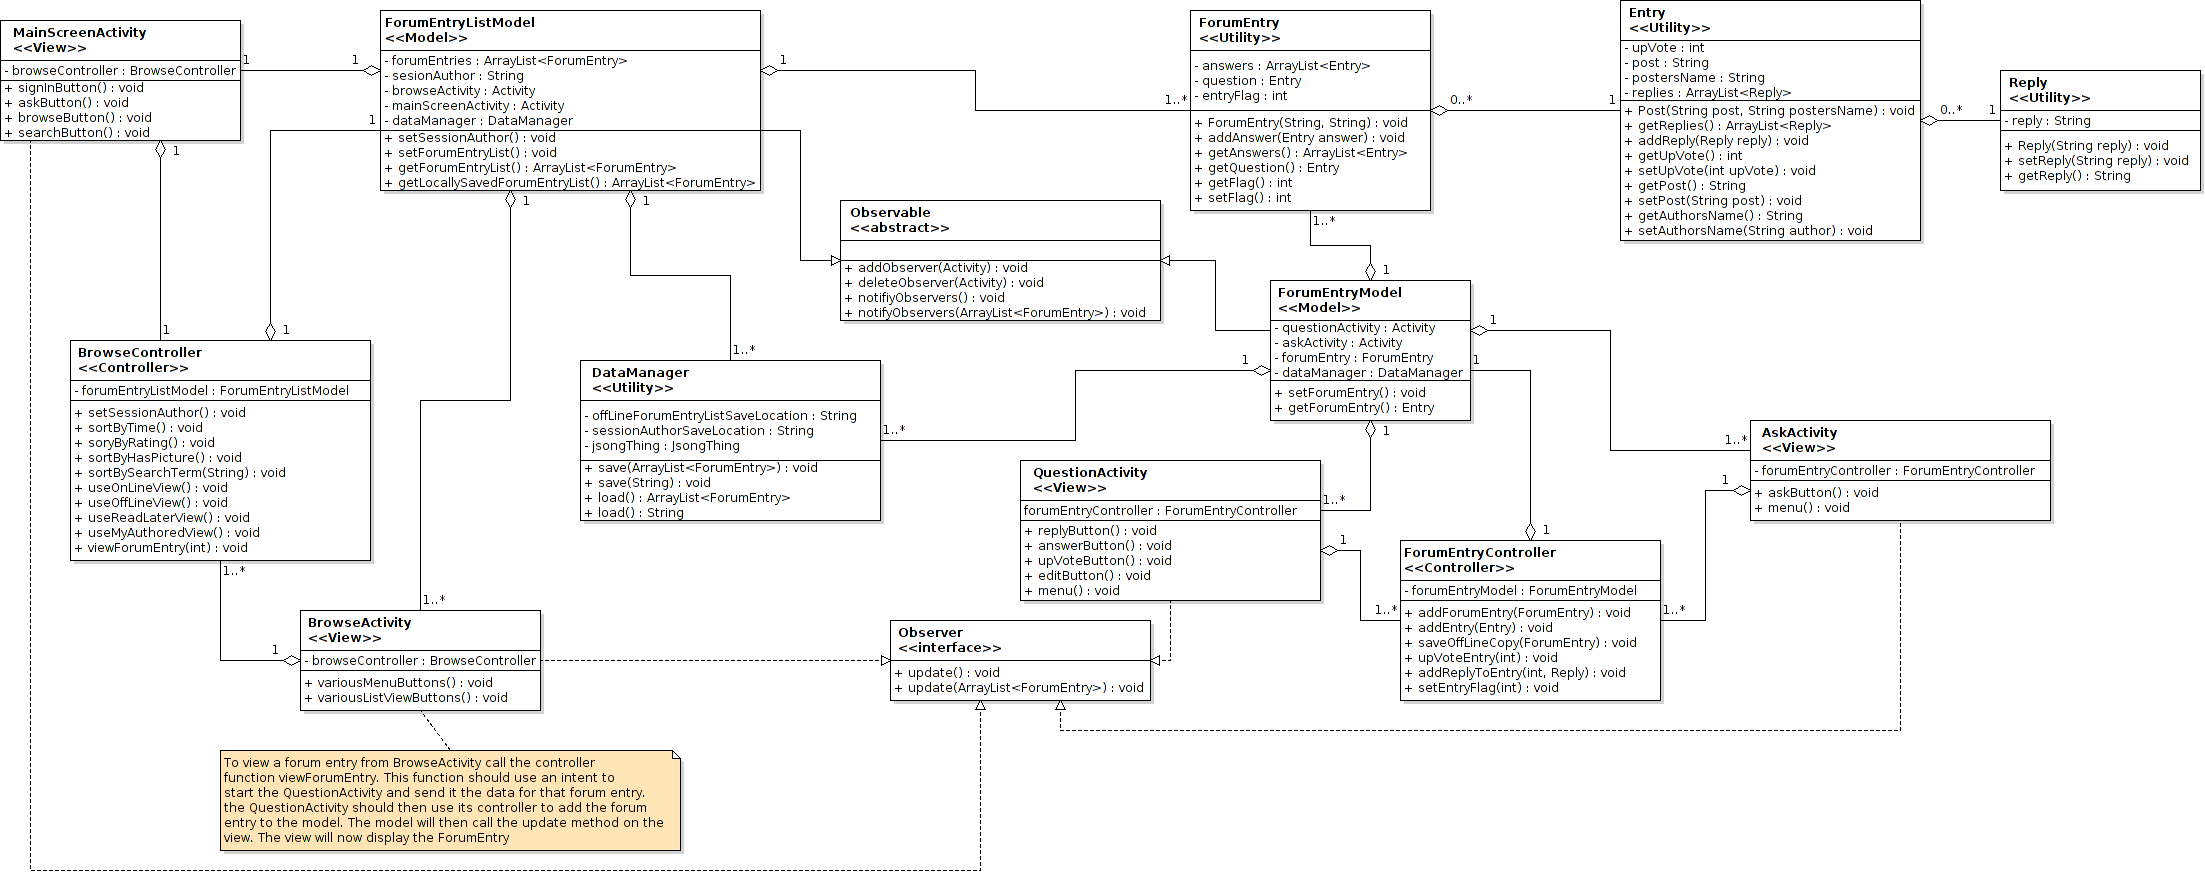 MainScreenActivity
<<View>>
- browseController : BrowseController
+ signInButton() : void
+ askButton() : void
+ browseButton() : void
+ searchButton() : void
1
1
1
1
ForumEntryListModel
<<Model>>
- forumEntries : ArrayList<ForumEntry>
- sesionAuthor : String
- browseActivity : Activity
- mainScreenActivity : Activity
- dataManager : DataManager
+ setSessionAuthor() : void
+ setForumEntryList() : void
+ getForumEntryList() : ArrayList<ForumEntry>
+ getLocallySavedForumEntryList() : ArrayList<ForumEntry>
1
1
1
1
1
1..*
ForumEntry
<<Utility>>
- answers : ArrayList<Entry>
- question : Entry
- entryFlag : int
+ ForumEntry(String, String) : void
+ addAnswer(Entry answer) : void
+ getAnswers() : ArrayList<Entry>
+ getQuestion() : Entry
+ getFlag() : int
+ setFlag() : int
0..*
1
1..*
1
Entry
<<Utility>>
- upVote : int
- post : String
- postersName : String
- replies : ArrayList<Reply>
+ Post(String post, String postersName) : void
+ getReplies() : ArrayList<Reply>
+ addReply(Reply reply) : void
+ getUpVote() : int
+ setUpVote(int upVote) : void
+ getPost() : String
+ setPost(String post) : void
+ getAuthorsName() : String
+ setAuthorsName(String author) : void
0..*
1
Reply
<<Utility>>
- reply : String
+ Reply(String reply) : void
+ setReply(String reply) : void
+ getReply() : String
Observable
<<abstract>>
+ addObserver(Activity) : void
+ deleteObserver(Activity) : void
+ notifiyObservers() : void
+ notifyObservers(ArrayList<ForumEntry>) : void
ForumEntryModel
<<Model>>
- questionActivity : Activity
- askActivity : Activity
- forumEntry : ForumEntry
- dataManager : DataManager
+ setForumEntry() : void
+ getForumEntry() : Entry
1
1
1
1
1
BrowseController
<<Controller>>
- forumEntryListModel : ForumEntryListModel
+ setSessionAuthor() : void
+ sortByTime() : void
+ soryByRating() : void
+ sortByHasPicture() : void
+ sortBySearchTerm(String) : void
+ useOnLineView() : void
+ useOffLineView() : void
+ useReadLaterView() : void
+ useMyAuthoredView() : void
+ viewForumEntry(int) : void
1..*
1
1..*
DataManager
<<Utility>>
- offLineForumEntryListSaveLocation : String
- sessionAuthorSaveLocation : String
- jsongThing : JsongThing
+ save(ArrayList<ForumEntry>) : void
+ save(String) : void
+ load() : ArrayList<ForumEntry>
+ load() : String
1..*
1..*
QuestionActivity
<<View>>
forumEntryController : ForumEntryController
+ replyButton() : void
+ answerButton() : void
+ upVoteButton() : void
+ editButton() : void
+ menu() : void
1..*
1
1..*
AskActivity
<<View>>
- forumEntryController : ForumEntryController
+ askButton() : void
+ menu() : void
1..*
1
ForumEntryController
<<Controller>>
- forumEntryModel : ForumEntryModel
+ addForumEntry(ForumEntry) : void
+ addEntry(Entry) : void
+ saveOffLineCopy(ForumEntry) : void
+ upVoteEntry(int) : void
+ addReplyToEntry(int, Reply) : void
+ setEntryFlag(int) : void
1..*
BrowseActivity
<<View>>
- browseController : BrowseController
+ variousMenuButtons() : void
+ variousListViewButtons() : void
Observer
<<interface>>
+ update() : void
+ update(ArrayList<ForumEntry>) : void
To view a forum entry from BrowseActivity call the controller
function viewForumEntry. This function should use an intent to
start the QuestionActivity and send it the data for that forum entry.
the QuestionActivity should then use its controller to add the forum
entry to the model. The model will then call the update method on the
view. The view will now display the ForumEntry